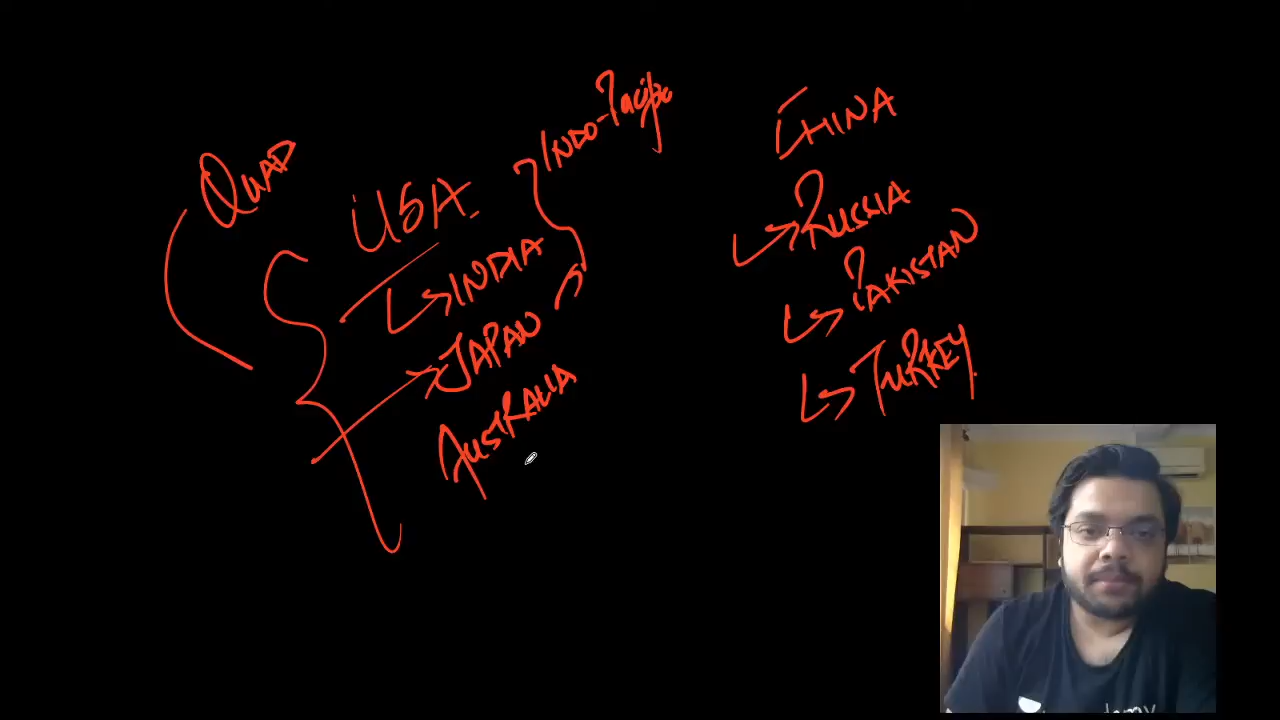 QUAD
USA
INDIA
JAPAN
AUSTRALIA
INDO-Pacific
CHINA
RUSSIA
PAKISTAN
TURKEY